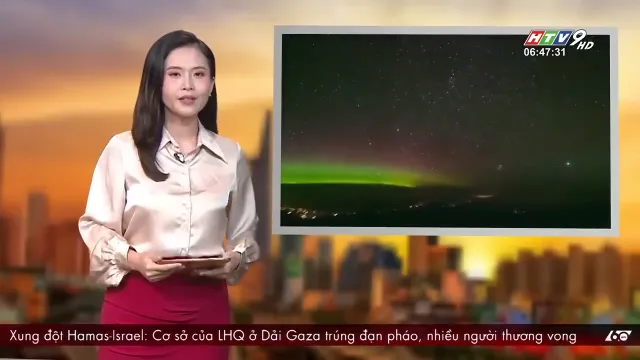 HTV9 HD
06:47:31
Xung đột Hamas-Israel: Cơ sở của LHQ ở Dải Gaza trúng đạn pháo, nhiều người thương vong